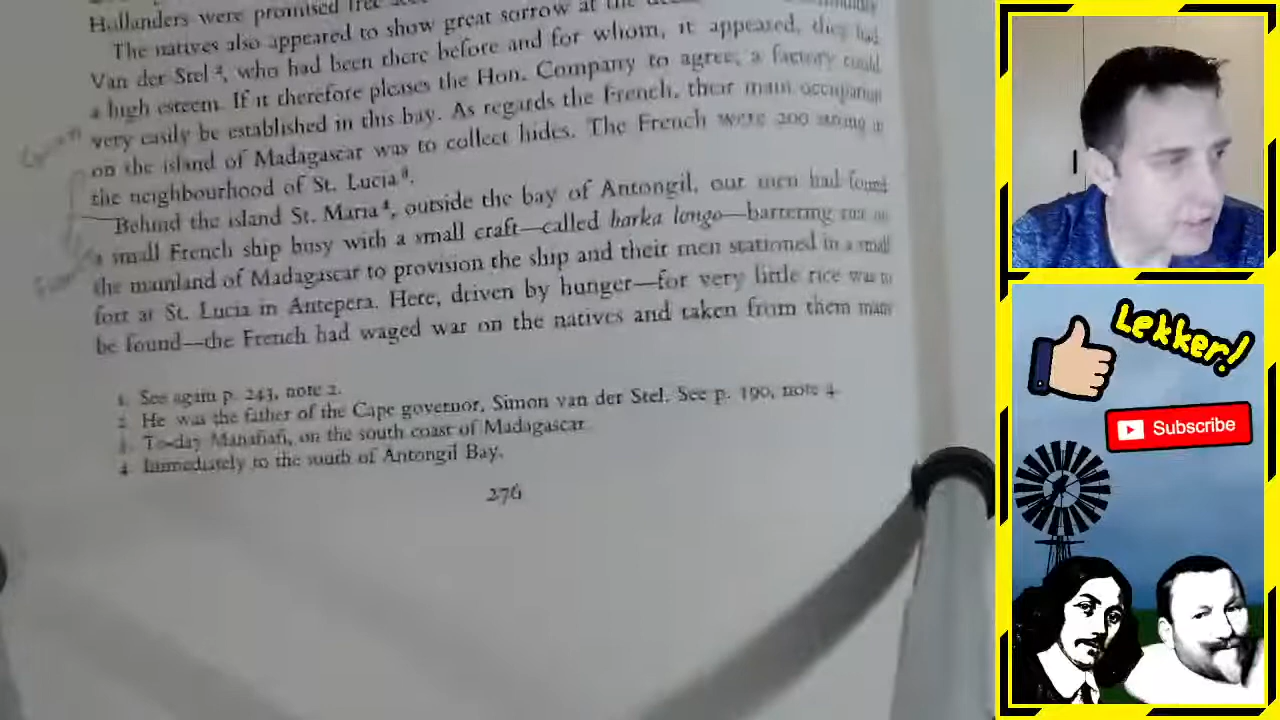 Hollanders were promised free
The natives also appeared to show great sorrow at the
Van der Stel ², who had been there before and for whom, it appeared, they had
a high esteem. If it therefore pleases the Hon. Company to agree, a factory could
very easily be established in this bay. As regards the French, their main occupation
on the island of Madagascar was to collect hides. The French were 200 strong in
the neighbourhood of St. Lucia ³.
Behind the island St. Maria ⁴, outside the bay of Antongil, our men had found
a small French ship busy with a small craft—called barka longo—bartering rice on
the mainland of Madagascar to provision the ship and their men stationed in a small
fort at St. Lucia in Antepera. Here, driven by hunger—for very little rice was to
be found—the French had waged war on the natives and taken from them many
1. See again p. 243, note 2.
2. He was the father of the Cape governor, Simon van der Stel. See p. 190, note 4.
3. To-day Manafiafi, on the south coast of Madagascar.
4. Immediately to the south of Antongil Bay.
276
Lekker!
Subscribe